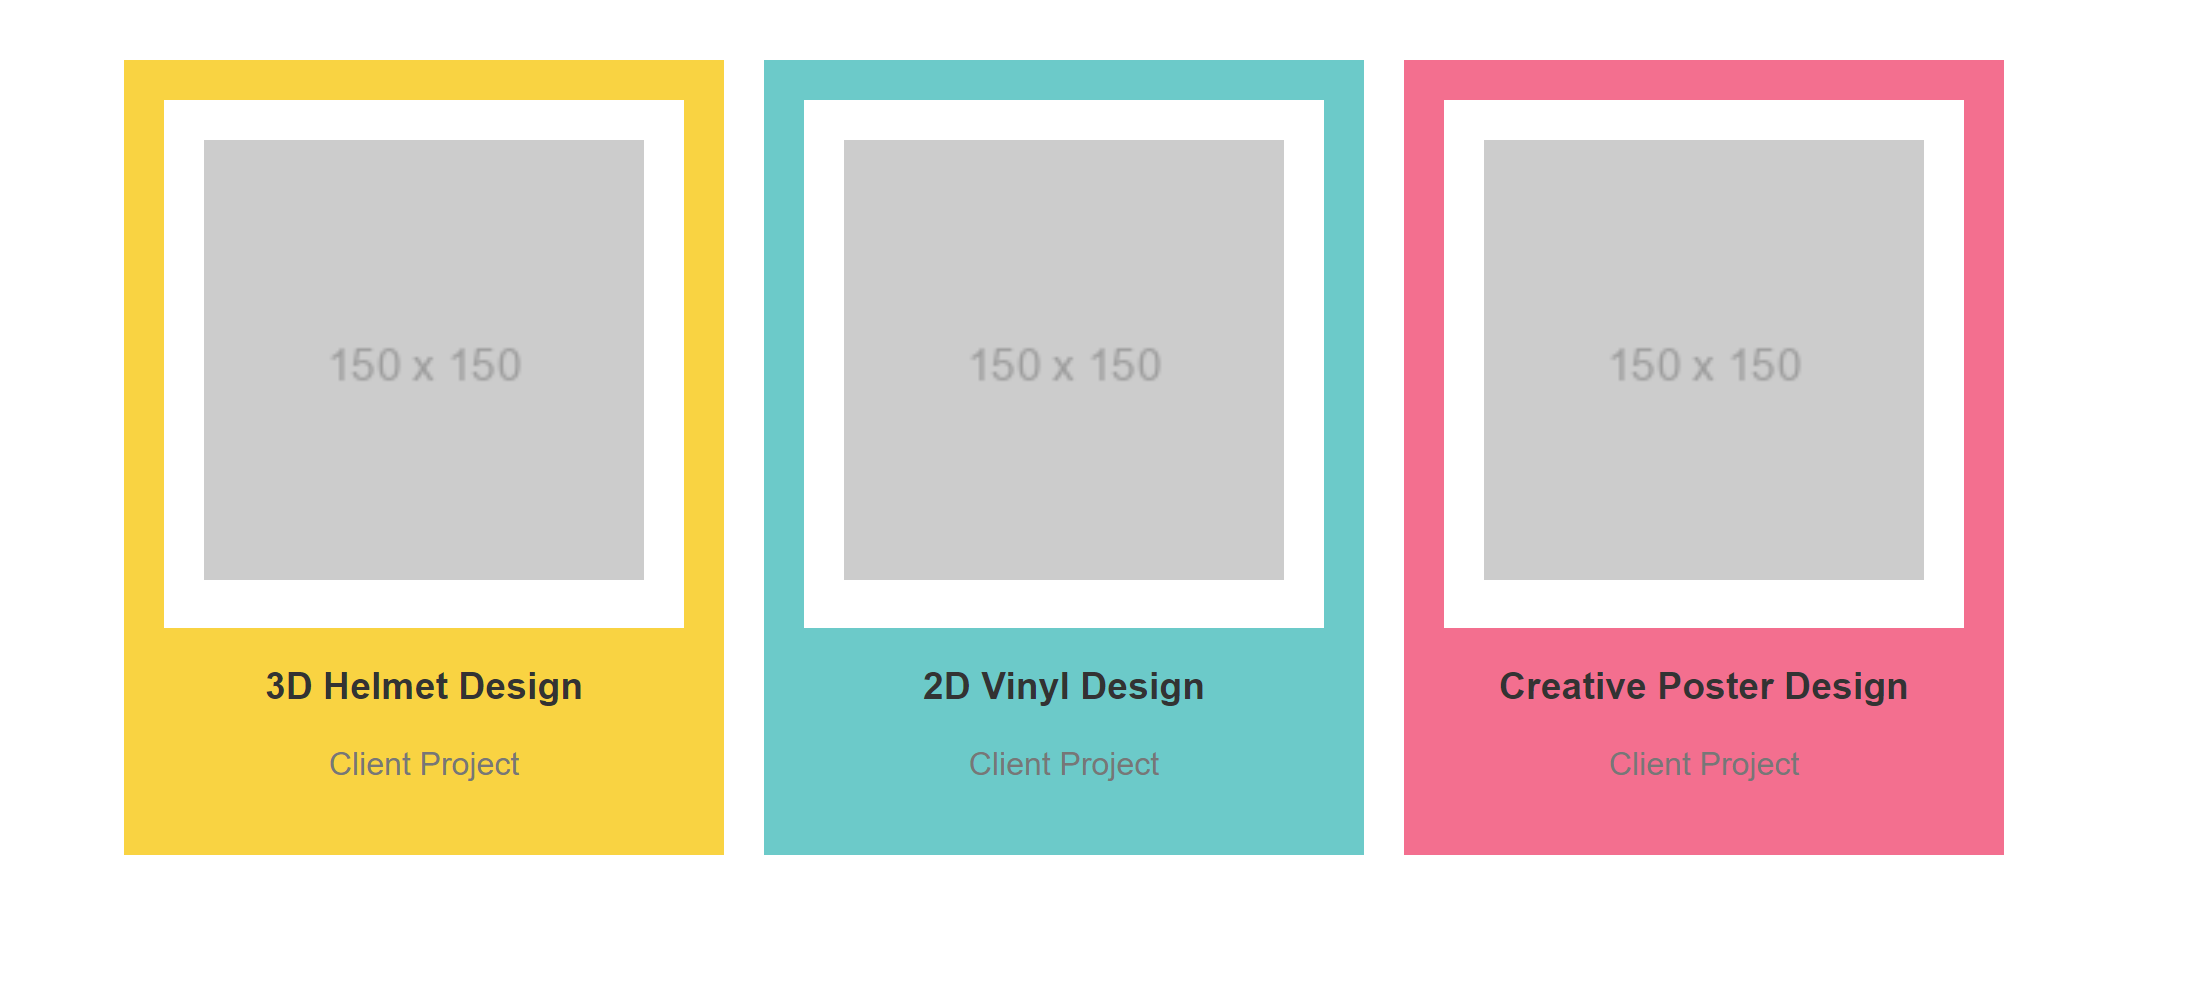 150 x 150
150 x 150
150 x 150
3D Helmet Design
2D Vinyl Design
Creative Poster Design
Client Project
Client Project
Client Project